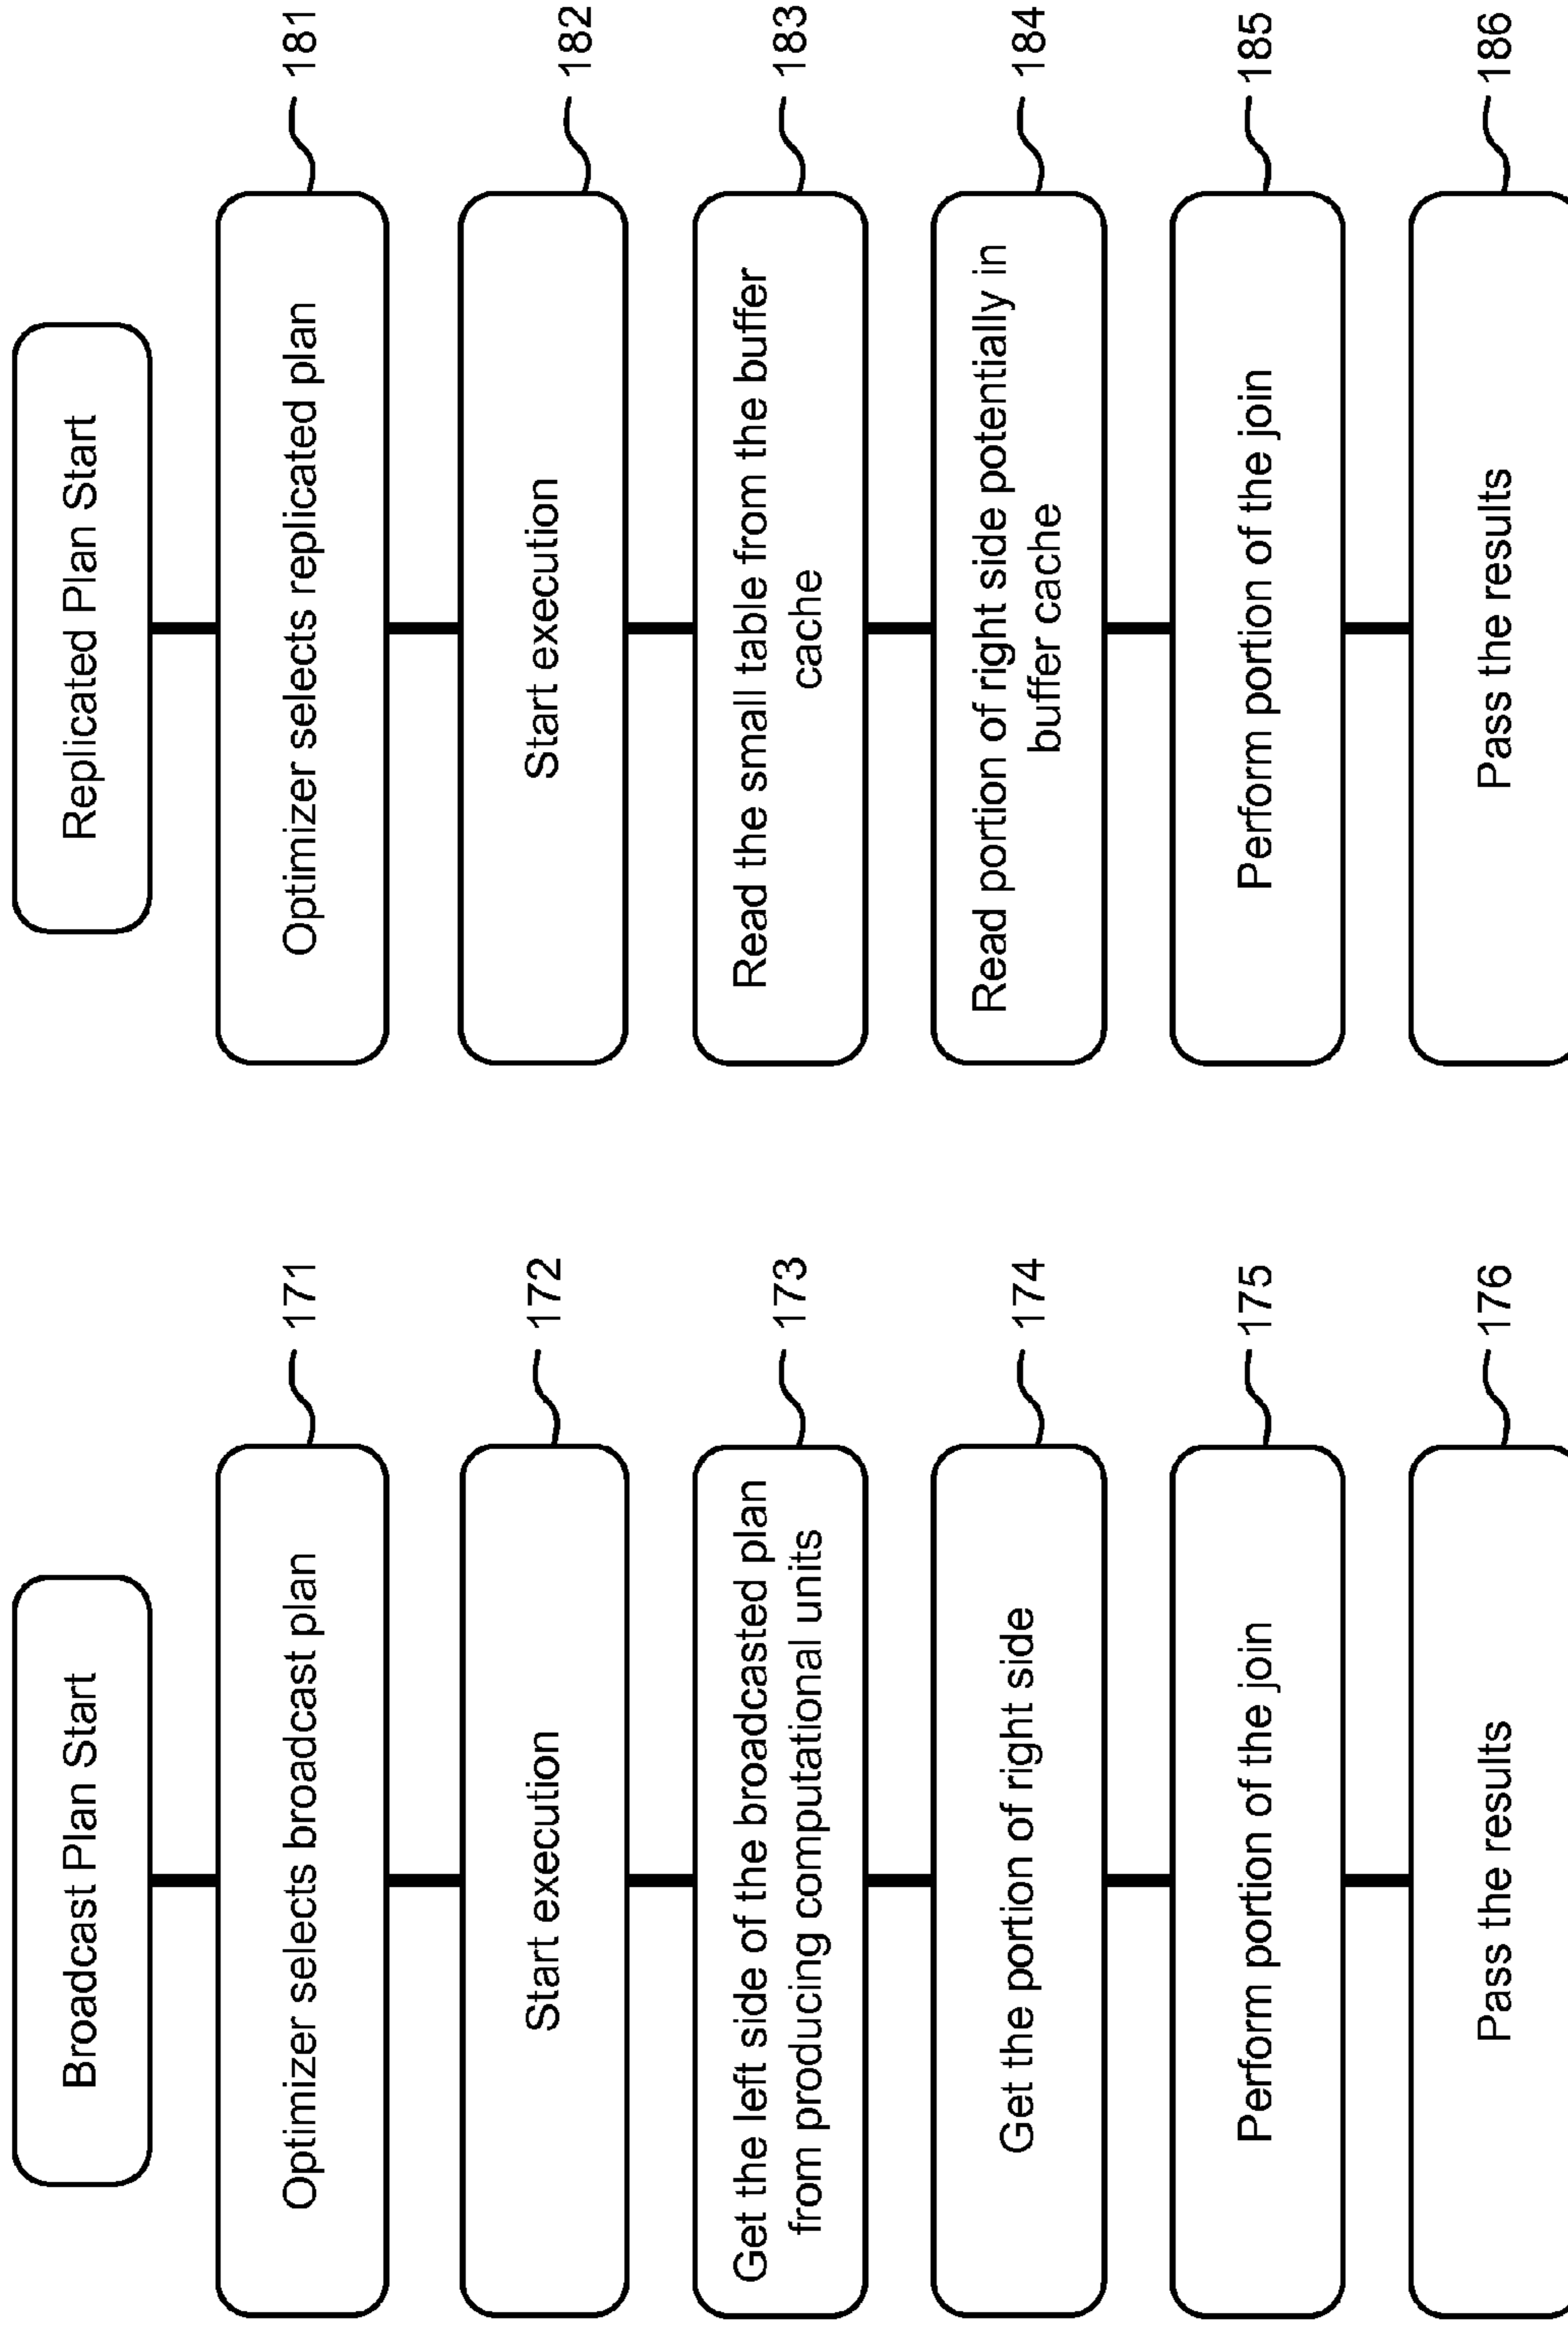 Broadcast Plan Start
Optimizer selects broadcast plan
171
Start execution
172
Get the left side of the broadcasted plan
from producing computational units
173
Get the portion of right side
174
Perform portion of the join
175
Pass the results
176
Replicated Plan Start
Optimizer selects replicated plan
181
Start execution
182
Read the small table from the buffer
cache
183
Read portion of right side potentially in
buffer cache
184
Perform portion of the join
185
Pass the results
186